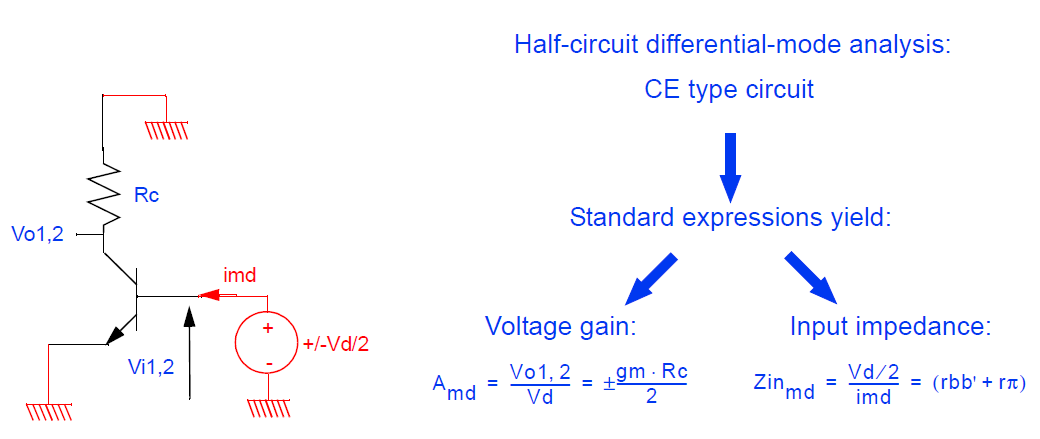 Half-circuit differential-mode analysis:
CE type circuit
Rc
Vo1,2
Standard expressions yield:
imd
+
-
+/-Vd/2
Vi1,2
Voltage gain:
Input impedance:
Amd = Vo1, 2 / Vd = ± gm · Rc / 2
Zinmd = Vd/2 / imd = (rbb' + rπ)